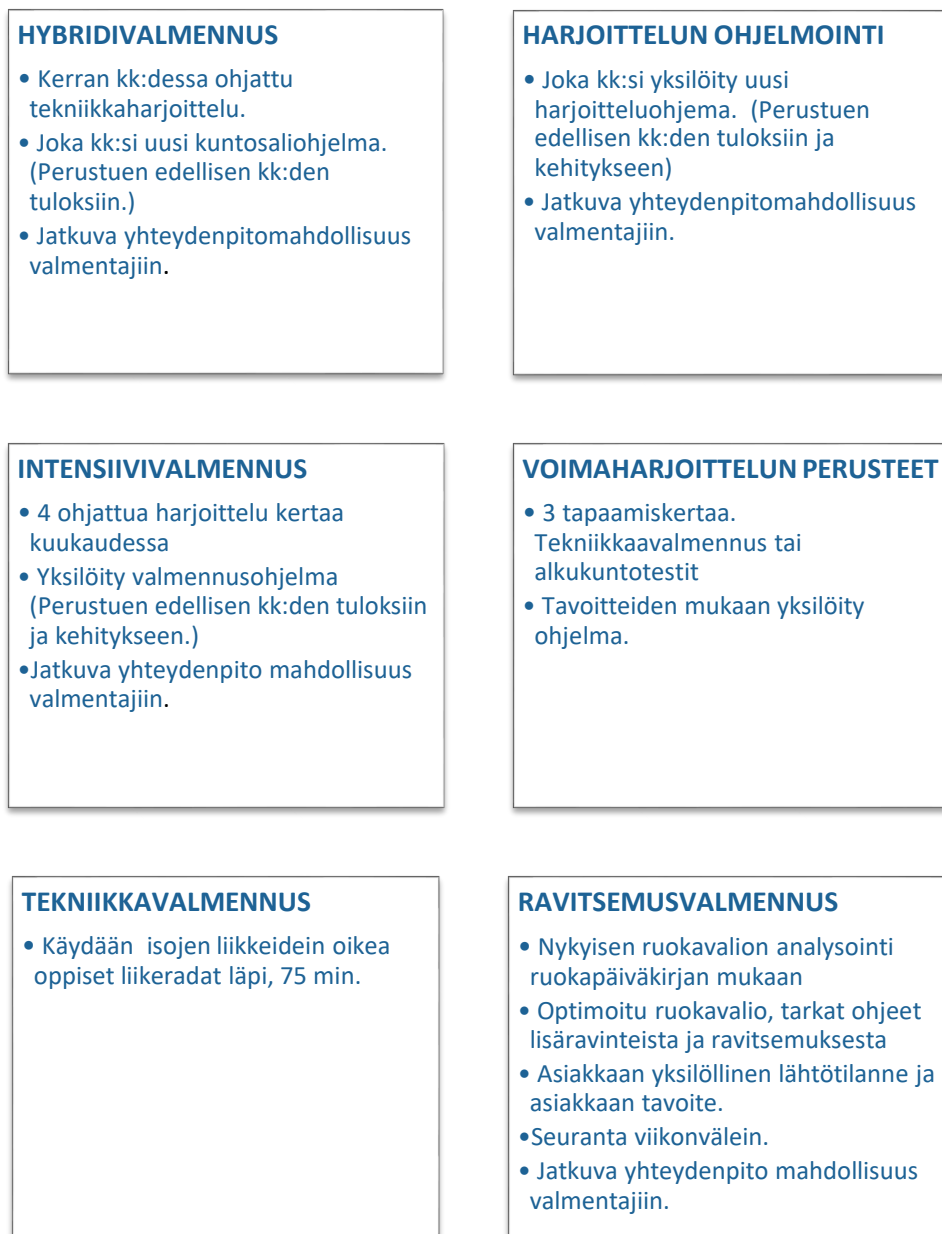 HYBRIDIVALMENNUS
• Kerran kk:dessa ohjattu
tekniikkaharjoittelu.
• Joka kk:si uusi kuntosaliohjelma.
(Perustuen edellisen kk:den
tuloksiin.)
• Jatkuva yhteydenpitomahdollisuus
valmentajiin.
HARJOITTELUN OHJELMOINTI
• Joka kk:si yksilöity uusi
harjoitteluohjema. (Perustuen
edellisen kk:den tuloksiin ja
kehitykseen)
• Jatkuva yhteydenpitomahdollisuus
valmentajiin.
INTENSIIVIVALMENNUS
• 4 ohjattua harjoittelu kertaa
kuukaudessa
• Yksilöity valmennusohjelma
(Perustuen edellisen kk:den tuloksiin
ja kehitykseen.)
•Jatkuva yhteydenpito mahdollisuus
valmentajiin.
VOIMAHARJOITTELUN PERUSTEET
• 3 tapaamiskertaa.
Tekniikkaavalmennus tai
alkukuntotestit
• Tavoitteiden mukaan yksilöity
ohjelma.
TEKNIIKKAVALMENNUS
• Käydään  isojen liikkeidein oikea
oppiset liikeradat läpi, 75 min.
RAVITSEMUSVALMENNUS
• Nykyisen ruokavalion analysointi
ruokapäiväkirjan mukaan
• Optimoitu ruokavalio, tarkat ohjeet
lisäravinteista ja ravitsemuksesta
• Asiakkaan yksilöllinen lähtötilanne ja
asiakkaan tavoite.
•Seuranta viikonvälein.
• Jatkuva yhteydenpito mahdollisuus
valmentajiin.